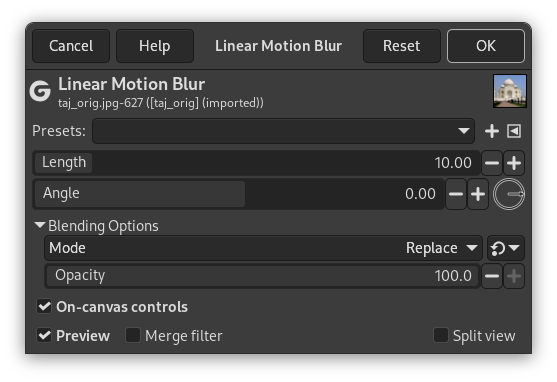 Cancel Help Linear Motion Blur Reset OK
Linear Motion Blur
taj_orig.jpg-627 ([taj_orig] (imported))
Presets:
Length 10.00
Angle 0.00
Blending Options
Mode Replace
Opacity 100.0
On-canvas controls
Preview Merge filter Split view